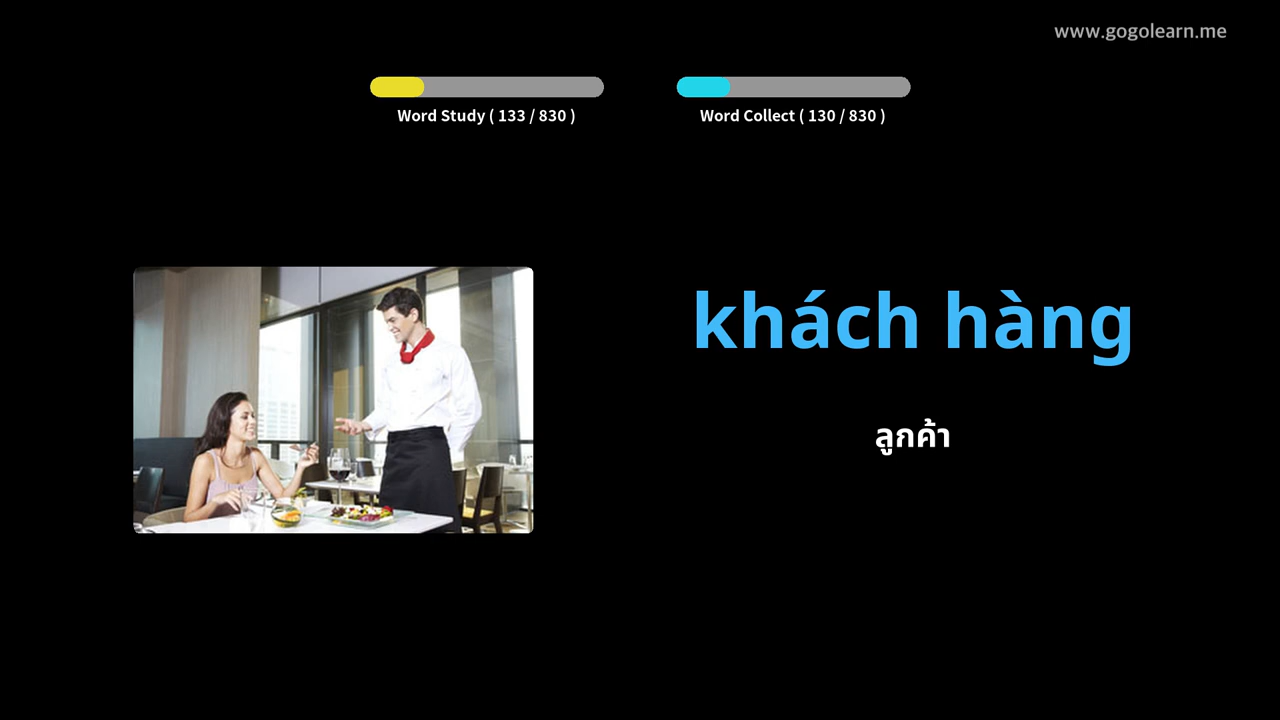 www.gogolearn.me
Word Study ( 133 / 830 )
Word Collect ( 130 / 830 )
khách hàng
ลูกค้า